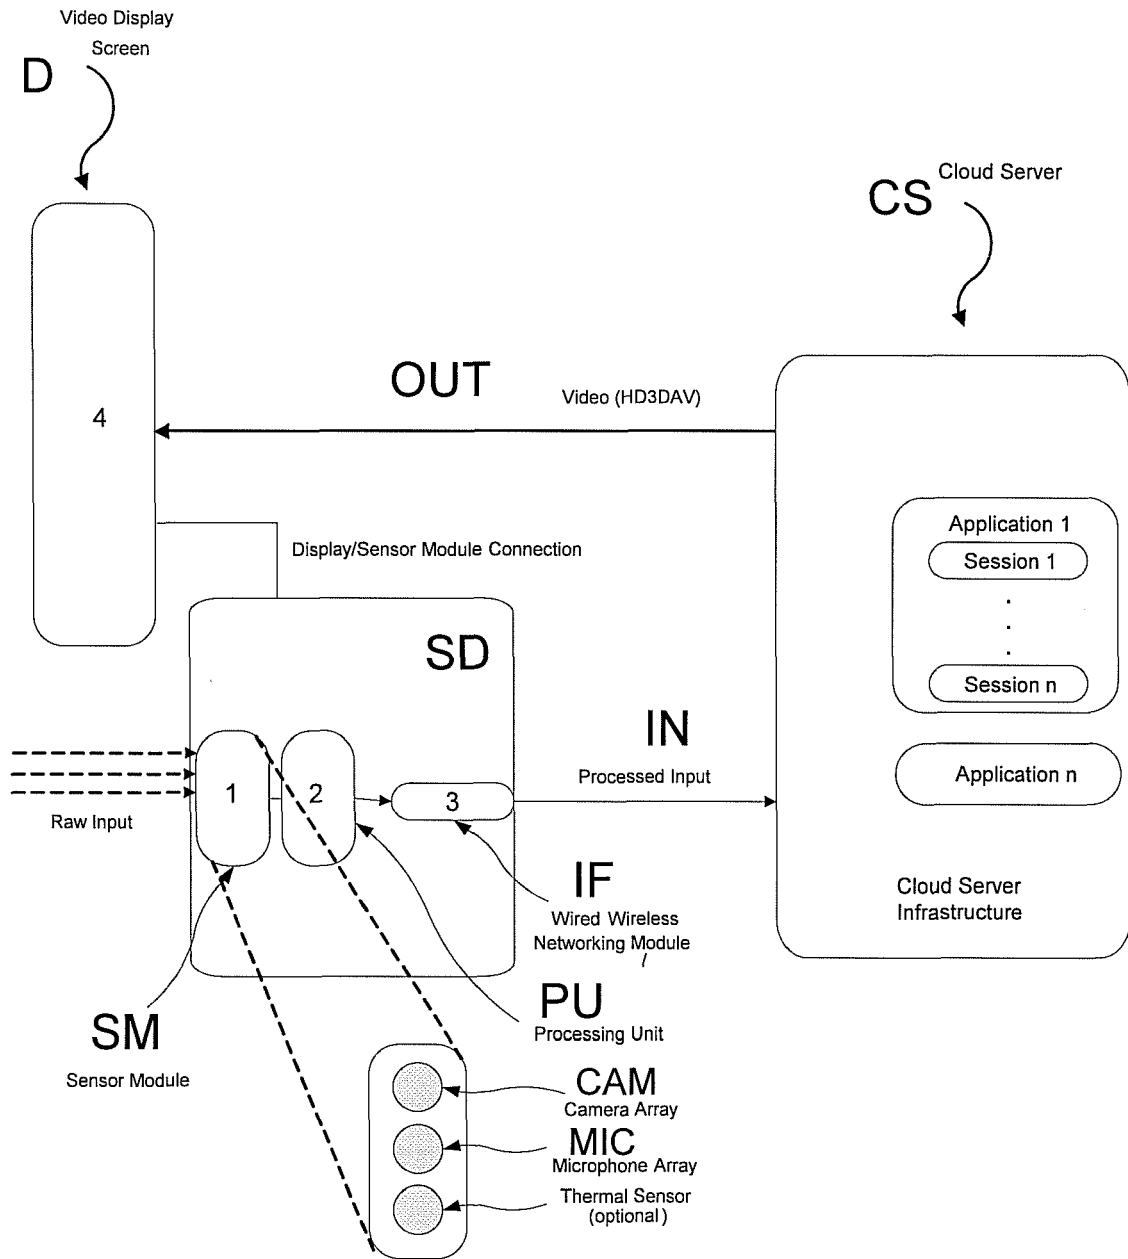 Video Display
Screen
D
Cloud Server
CS
OUT
Video (HD3DAV)
4
Application 1
Session 1
.
.
.
Session n
Display/Sensor Module Connection
SD
IN
Processed Input
Application n
Raw Input
1
2
3
IF
Wired Wireless
Networking Module
Cloud Server
Infrastructure
PU
Processing Unit
SM
Sensor Module
CAM
Camera Array
MIC
Microphone Array
Thermal Sensor
(optional)